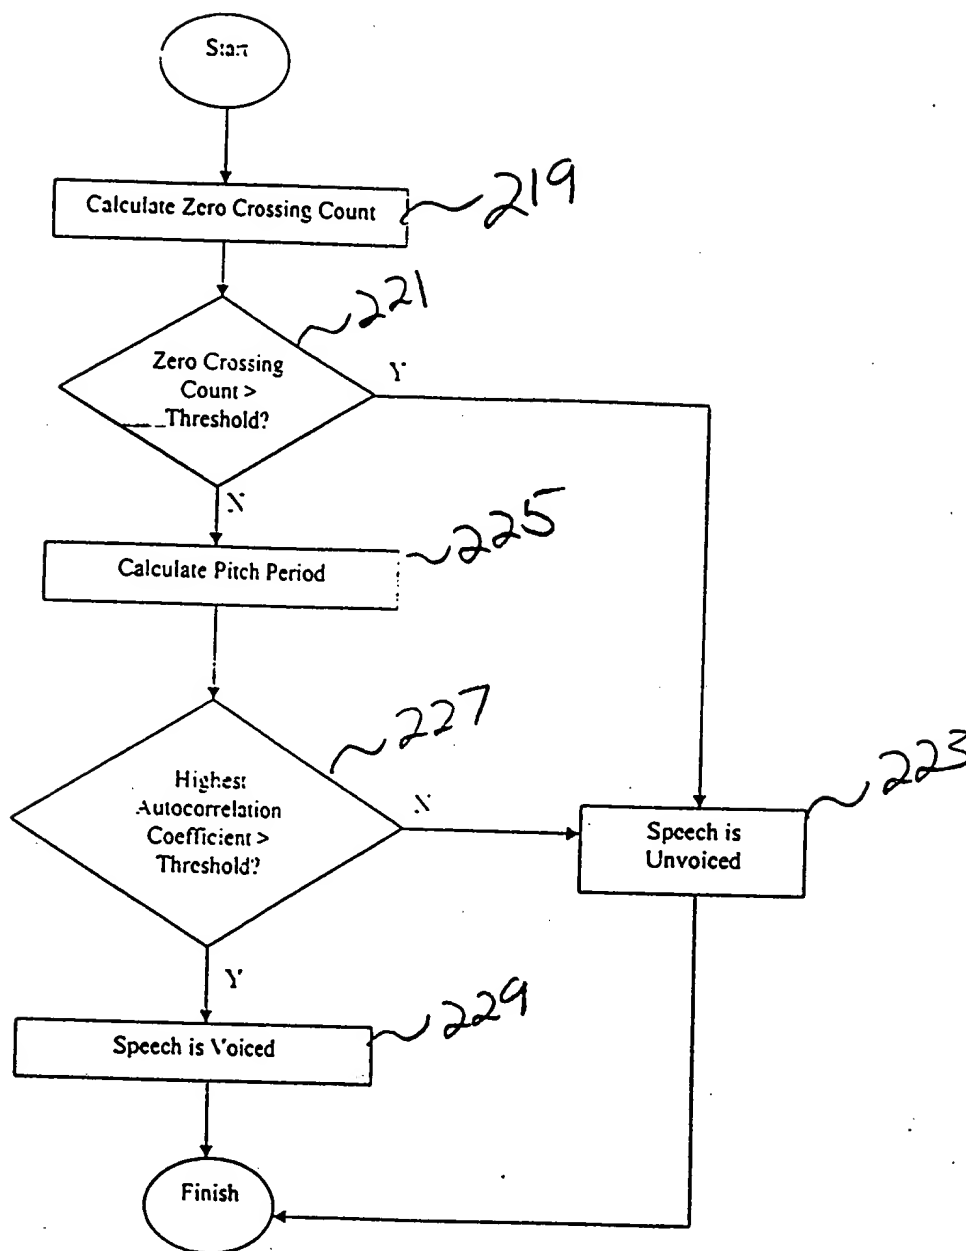 Start
Calculate Zero Crossing Count
219
221
Zero Crossing
Count >
Threshold?
Y
N
225
Calculate Pitch Period
227
Highest
Autocorrelation
Coefficient >
Threshold?
N
223
Speech is
Unvoiced
Y
229
Speech is Voiced
Finish